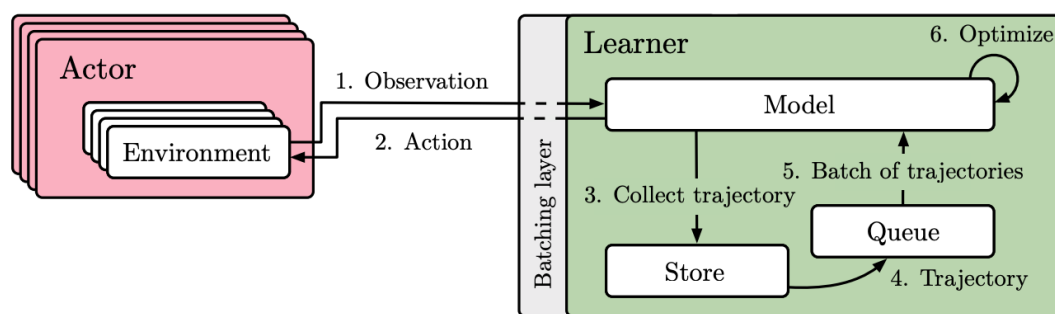 Actor
Environment
1. Observation
2. Action
Batching layer
Learner
6. Optimize
Model
3. Collect trajectory
5. Batch of trajectories
Queue
Store
4. Trajectory